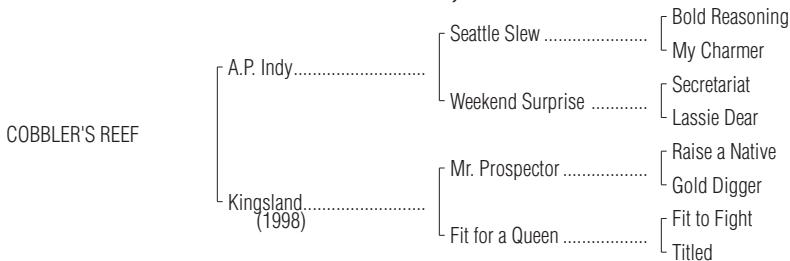 Bold Reasoning
Seattle Slew ......................
My Charmer
A.P. Indy...........................
Secretariat
Weekend Surprise ............
Lassie Dear
COBBLER'S REEF
Raise a Native
Mr. Prospector ..................
Gold Digger
Kingsland.........................
(1998)
Fit to Fight
Fit for a Queen ..................
Titled